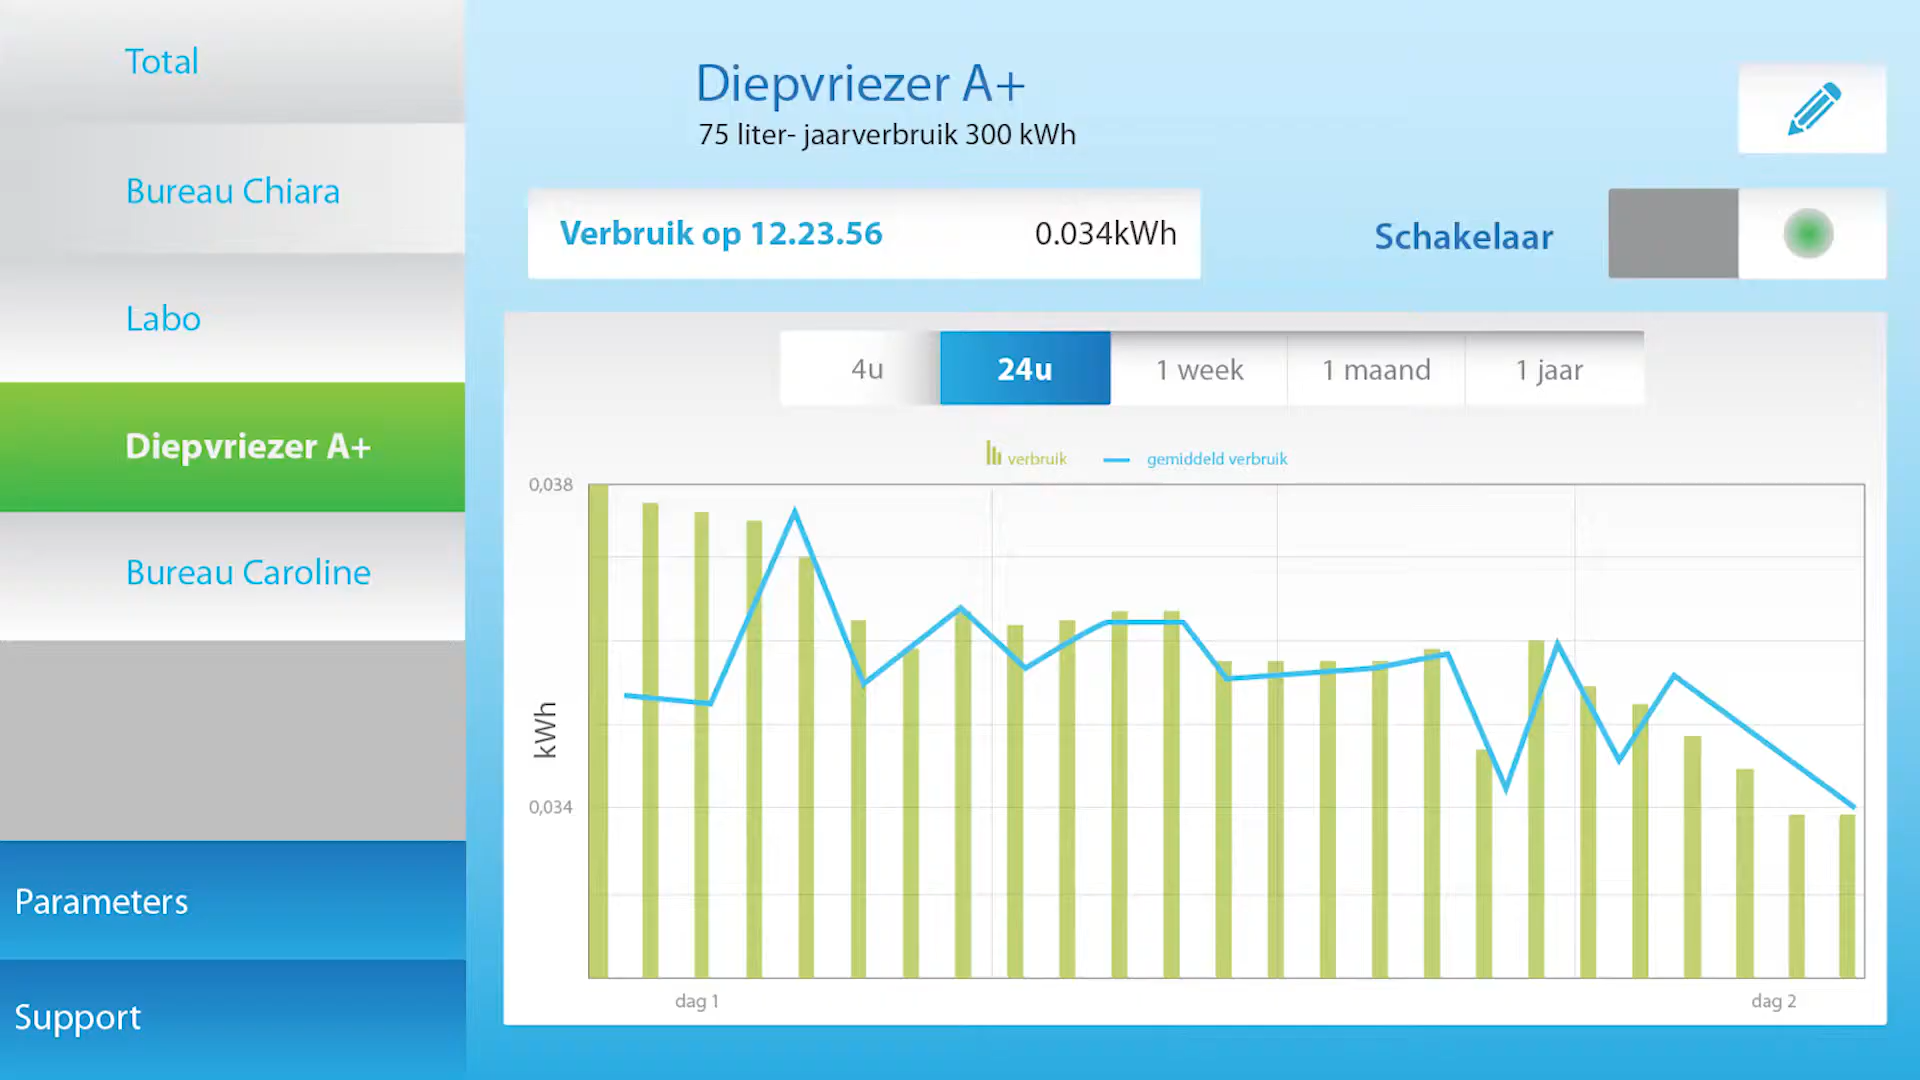 Total
Bureau Chiara
Labo
Diepvriezer A+
Bureau Caroline
Parameters
Support
Diepvriezer A+
75 liter- jaarverbruik 300 kWh
Verbruik op 12.23.56 0.034kWh
Schakelaar
4u 24u 1 week 1 maand 1 jaar
verbruik gemiddeld verbruik
0,038
kWh
0,034
dag 1 dag 2